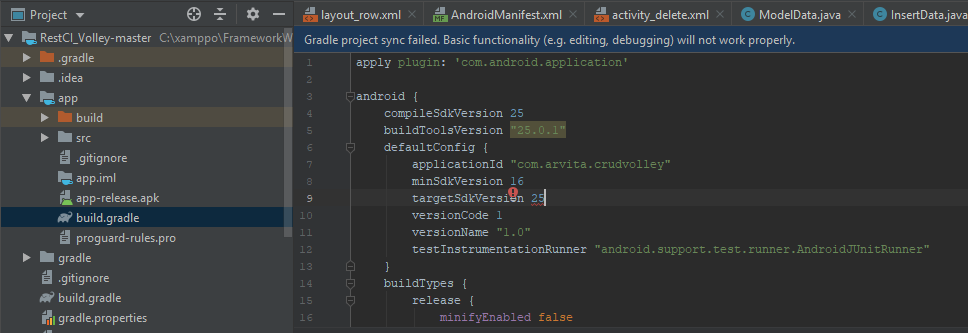 Project
layout_row.xml
AndroidManifest.xml
activity_delete.xml
ModelData.java
InsertData.java
RestCI_Volley-master C:\xamppo\FrameworkW
.gradle
.idea
app
build
src
.gitignore
app.iml
app-release.apk
build.gradle
proguard-rules.pro
gradle
.gitignore
build.gradle
gradle.properties
Gradle project sync failed. Basic functionality (e.g. editing, debugging) will not work properly.
1 apply plugin: 'com.android.application'
2
3 android {
4 compileSdkVersion 25
5 buildToolsVersion "25.0.1"
6 defaultConfig {
7 applicationId "com.arvita.crudvolley"
8 minSdkVersion 16
9 targetSdkVersion 25
10 versionCode 1
11 versionName "1.0"
12 testInstrumentationRunner "android.support.test.runner.AndroidJUnitRunner"
13 }
14 buildTypes {
15 release {
16 minifyEnabled false